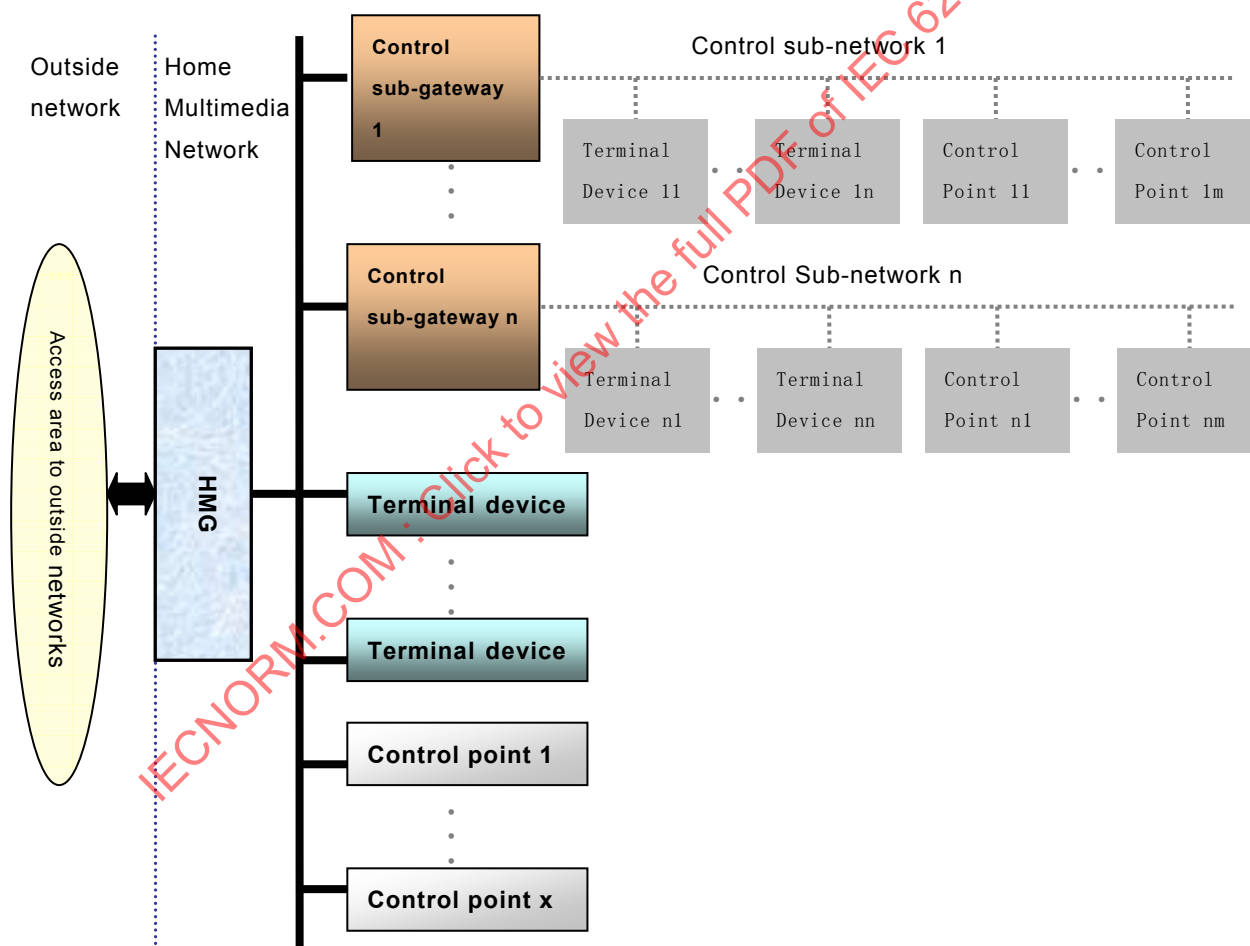 Outside
network
Home
Multimedia
Network
Control
sub-gateway
1
Control sub-network 1
Terminal
Device 11
Terminal
Device 1n
Control
Point 11
Control
Point 1m
Control
sub-gateway n
Control Sub-network n
Terminal
Device n1
Terminal
Device nn
Control
Point n1
Control
Point nm
Access area to outside networks
HMG
Terminal device
Terminal device
Control point 1
Control point x
IECNORM.COM : Click to view the full PDF of IEC 62